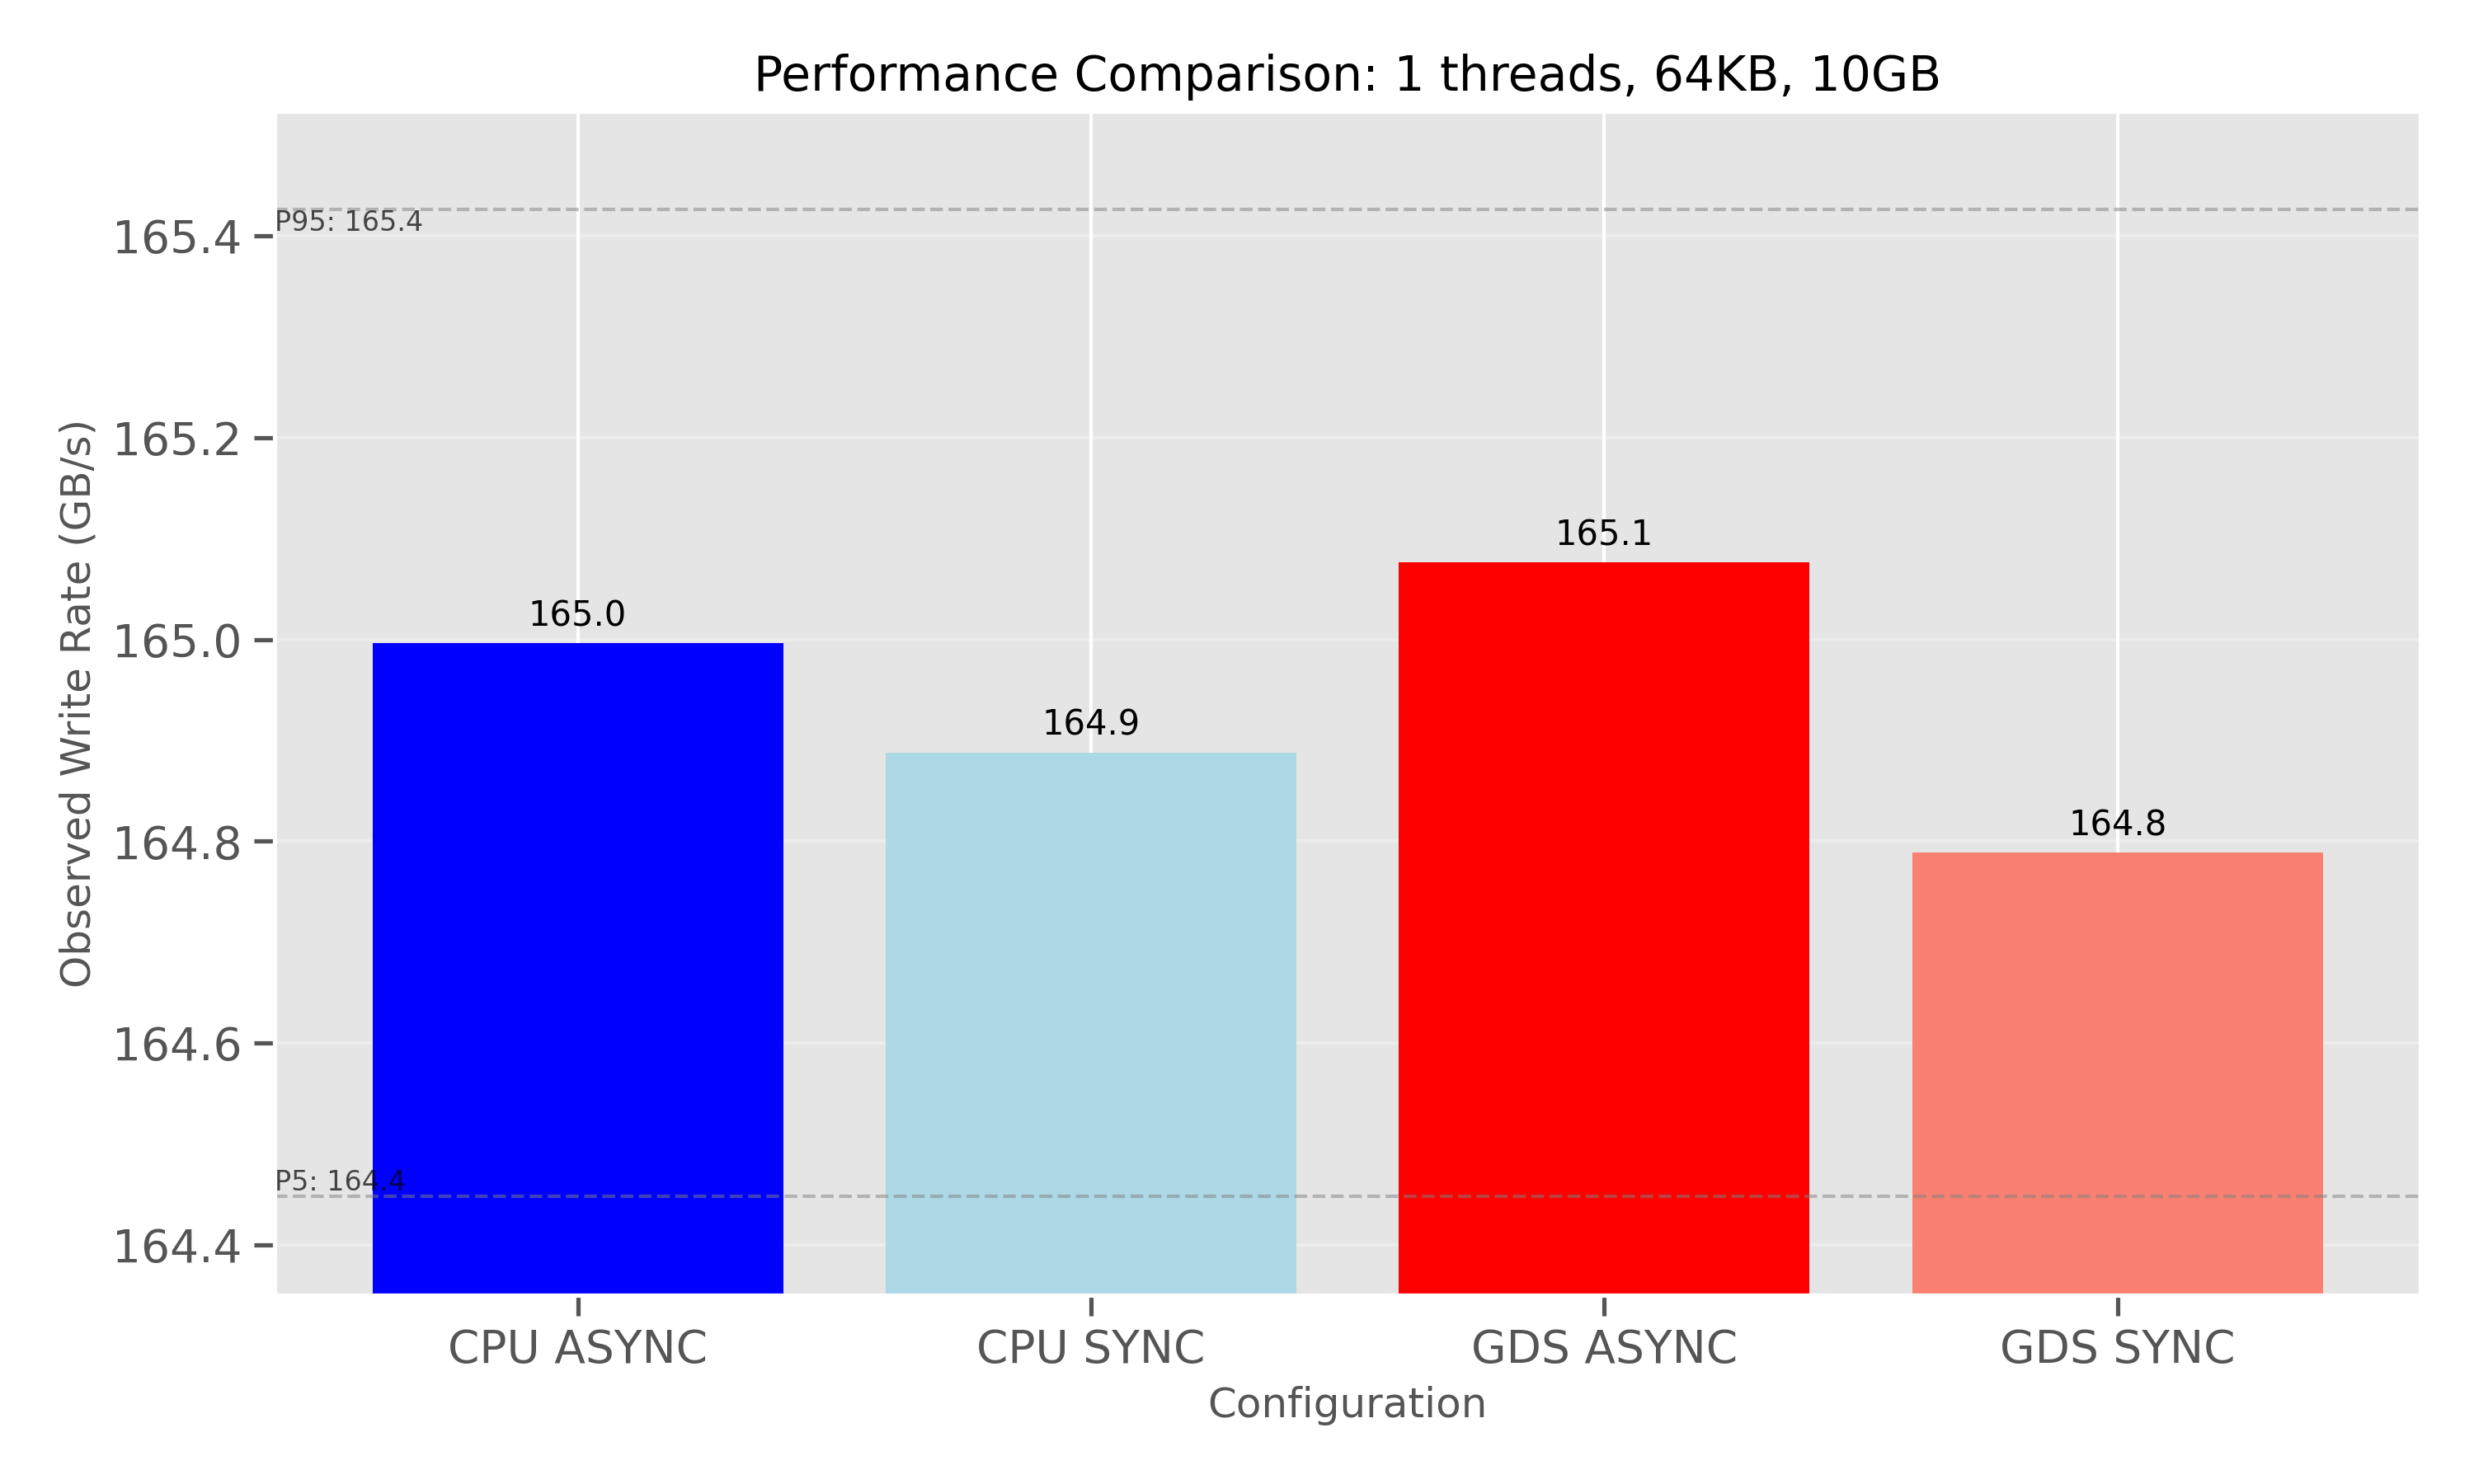 Performance Comparison: 1 threads, 64KB, 10GB
Observed Write Rate (GB/s)
165.4
165.2
165.0
164.8
164.6
164.4
P95: 165.4
P5: 164.4
165.0
164.9
165.1
164.8
CPU ASYNC
CPU SYNC
GDS ASYNC
GDS SYNC
Configuration